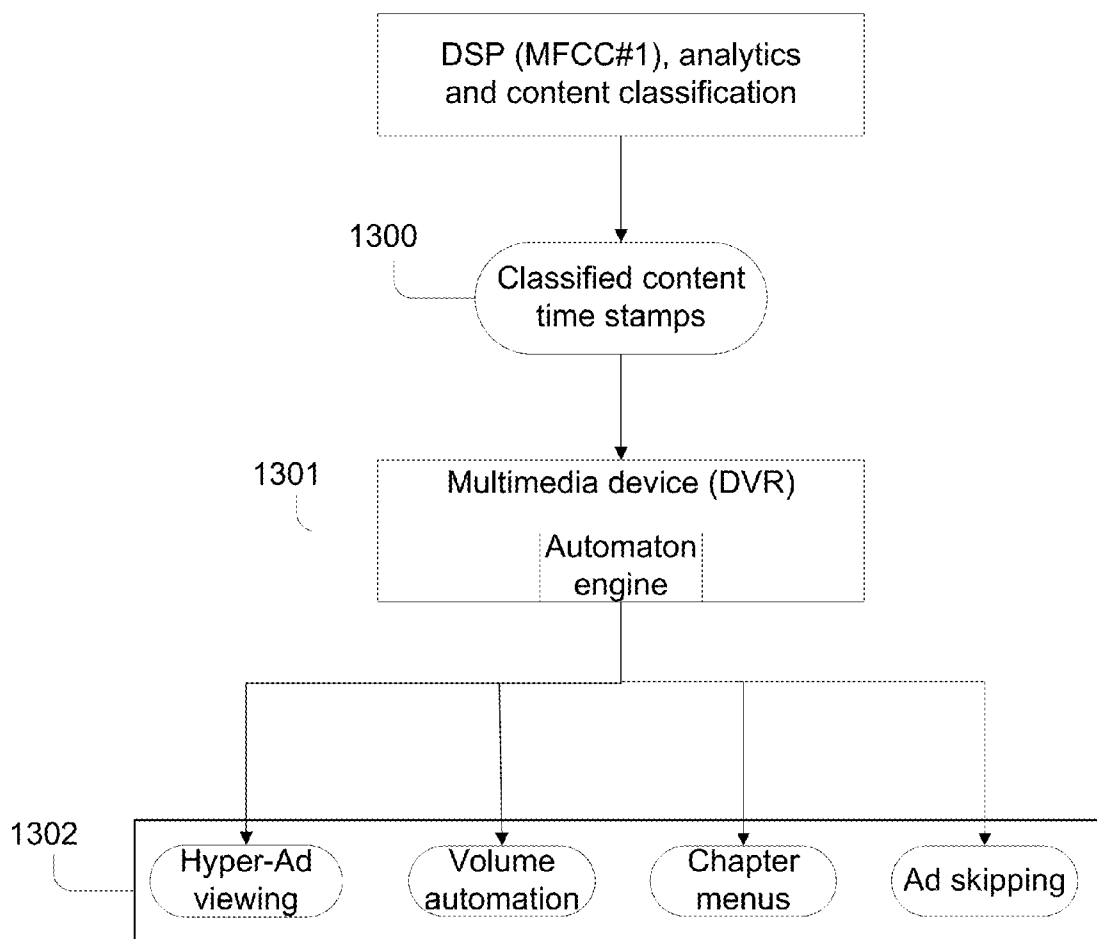 DSP (MFCC#1), analytics
and content classification
1300
Classified content
time stamps
1301
Multimedia device (DVR)
Automaton
engine
1302
Hyper-Ad
viewing
Volume
automation
Chapter
menus
Ad skipping